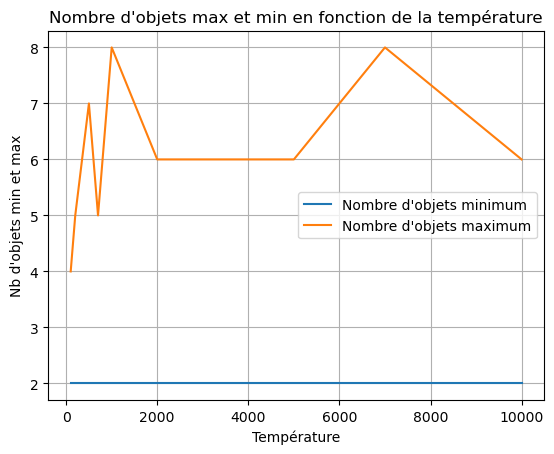 Nombre d'objets max et min en fonction de la température
Nb d'objets min et max
8
7
6
5
4
3
2
Nombre d'objets minimum
Nombre d'objets maximum
0
2000
4000
6000
8000
10000
Température